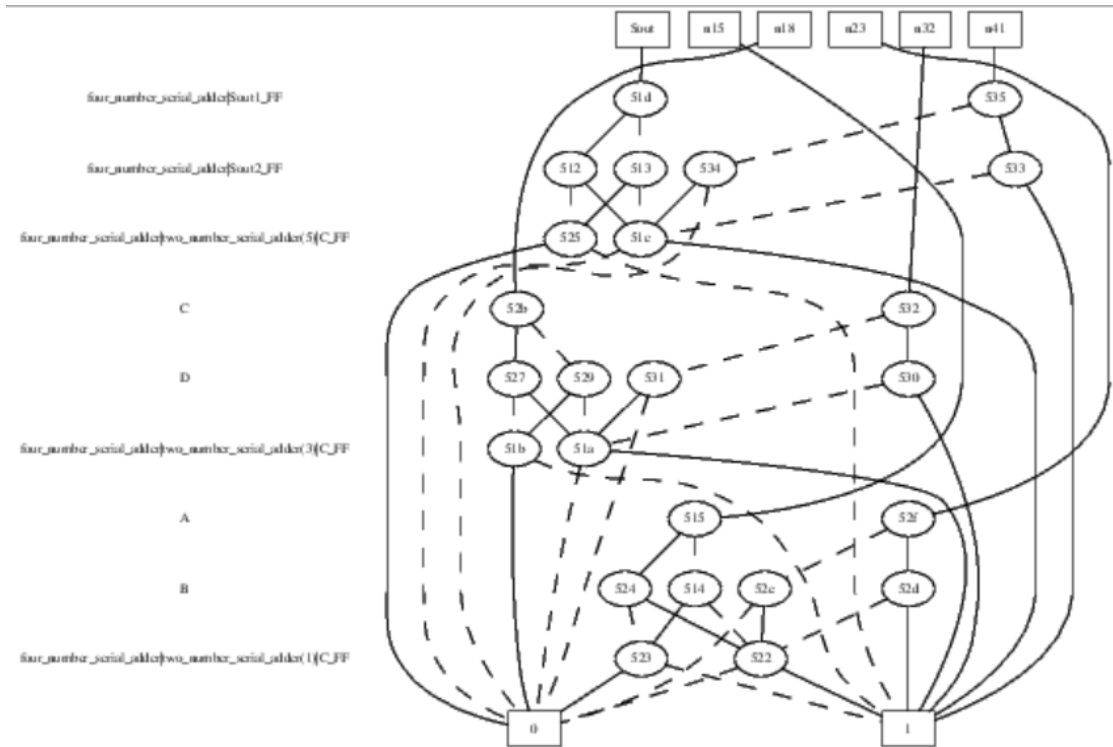 Sout n15 n18 n23 n32 n41
four_number_serial_adder|Sout1_FF 51d 535
four_number_serial_adder|Sout2_FF 512 513 534 533
four_number_serial_adder|two_number_serial_adder(5)|C_FF 525 51c
C 52b 532
D 527 529 531 530
four_number_serial_adder|two_number_serial_adder(3)|C_FF 51b 51a
A 515 52f
B 524 514 52e 52d
four_number_serial_adder|two_number_serial_adder(1)|C_FF 523 522
0 1